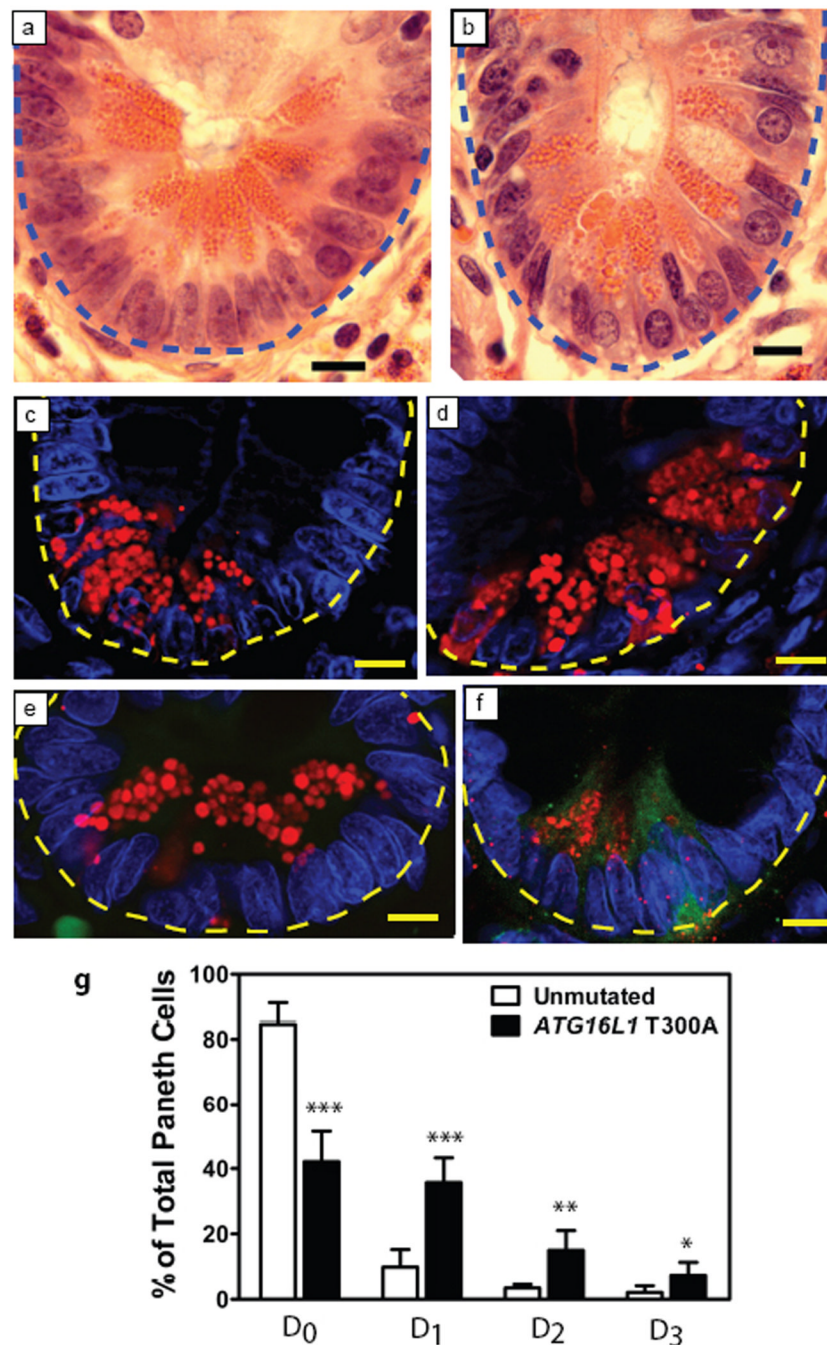 a
b
c
d
e
f
g
% of Total Paneth Cells
100
80
60
40
20
0
Unmutated
ATG16L1 T300A
***
***
**
*
D0
D1
D2
D3